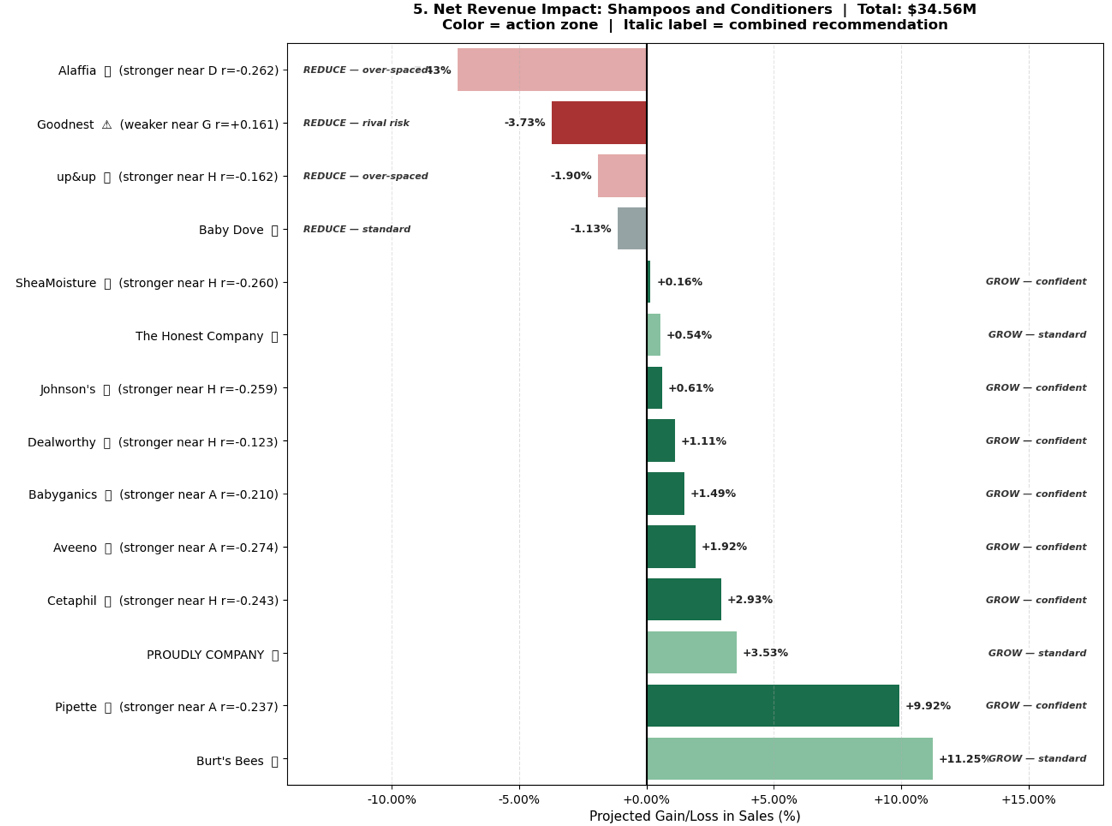 5. Net Revenue Impact: Shampoos and Conditioners | Total: $34.56M
Color = action zone | Italic label = combined recommendation
Alaffia (stronger near D r=-0.262) REDUCE — over-spaced
Goodnest ⚠ (weaker near G r=+0.161) REDUCE — rival risk -3.73%
up&up (stronger near H r=-0.162) REDUCE — over-spaced -1.90%
Baby Dove REDUCE — standard -1.13%
SheaMoisture (stronger near H r=-0.260) +0.16% GROW — confident
The Honest Company +0.54% GROW — standard
Johnson's (stronger near H r=-0.259) +0.61% GROW — confident
Dealworthy (stronger near H r=-0.123) +1.11% GROW — confident
Babyganics (stronger near A r=-0.210) +1.49% GROW — confident
Aveeno (stronger near A r=-0.274) +1.92% GROW — confident
Cetaphil (stronger near H r=-0.243) +2.93% GROW — confident
PROUDLY COMPANY +3.53% GROW — standard
Pipette (stronger near A r=-0.237) +9.92% GROW — confident
Burt's Bees +11.25% GROW — standard
-10.00% -5.00% +0.00% +5.00% +10.00% +15.00%
Projected Gain/Loss in Sales (%)